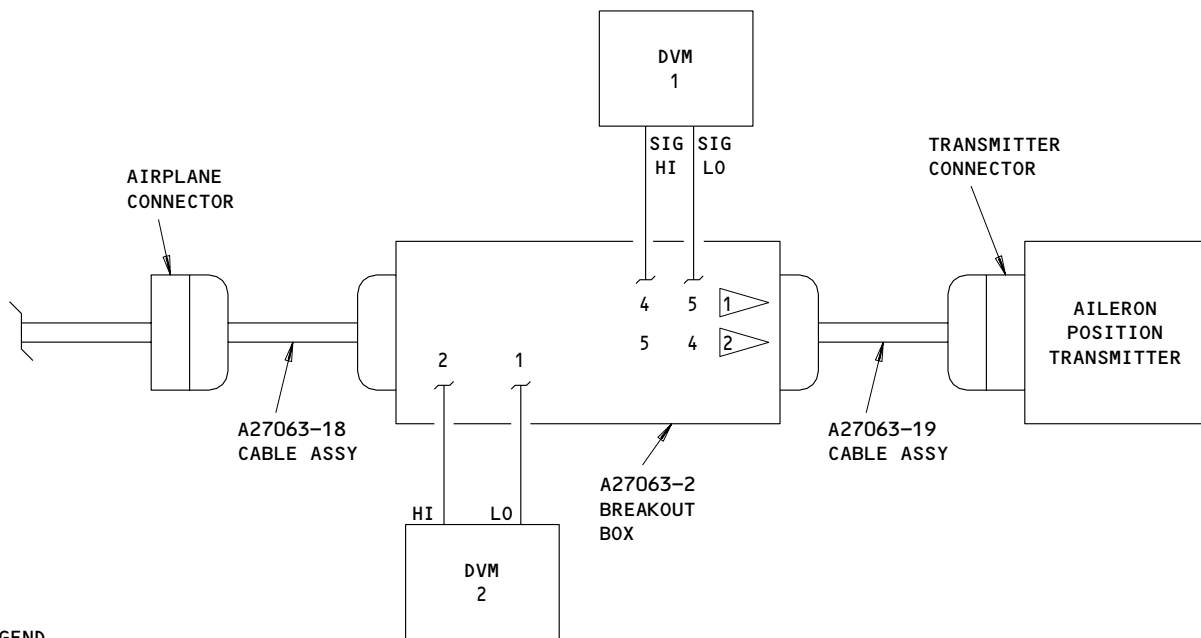 DVM
1
SIG SIG
HI LO
TRANSMITTER
CONNECTOR
AIRPLANE
CONNECTOR
4 5 1
5 4 2
2 1
AILERON
POSITION
TRANSMITTER
A27063-18
CABLE ASSY
A27063-19
CABLE ASSY
A27063-2
BREAKOUT
BOX
HI LO
DVM
2